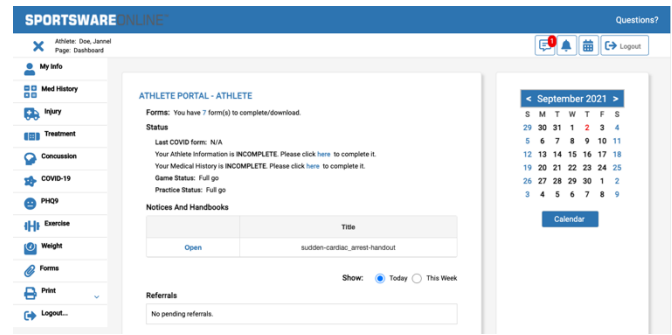 SPORTSWAREONLINE
Questions?
Athlete: Doe, Jannel
Page: Dashboard
1
Logout
My Info
Med History
Injury
Treatment
Concussion
COVID-19
PHQ9
Exercise
Weight
Forms
Print
Logout...
ATHLETE PORTAL - ATHLETE
Forms: You have 7 form(s) to complete/download.
Status
Last COVID form: N/A
Your Athlete Information is INCOMPLETE. Please click here to complete it.
Your Medical History is INCOMPLETE. Please click here to complete it.
Game Status: Full go
Practice Status: Full go
Notices And Handbooks
Title
Open sudden-cardiac_arrest-handout
Show: Today This Week
Referrals
No pending referrals.
< September 2021 >
S M T W T F S
29 30 31 1 2 3 4
5 6 7 8 9 10 11
12 13 14 15 16 17 18
19 20 21 22 23 24 25
26 27 28 29 30 1 2
3 4 5 6 7 8 9
Calendar